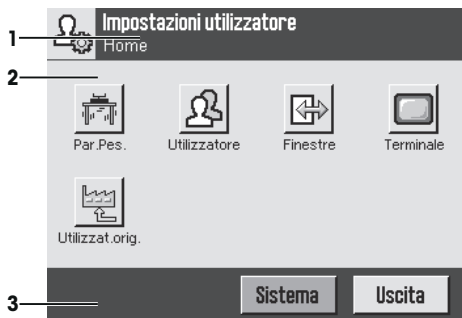 Impostazioni utilizzatore
1
Home
2
Par.Pes.
Utilizzatore
Finestre
Terminale
Utilizzat.orig.
3
Sistema
Uscita